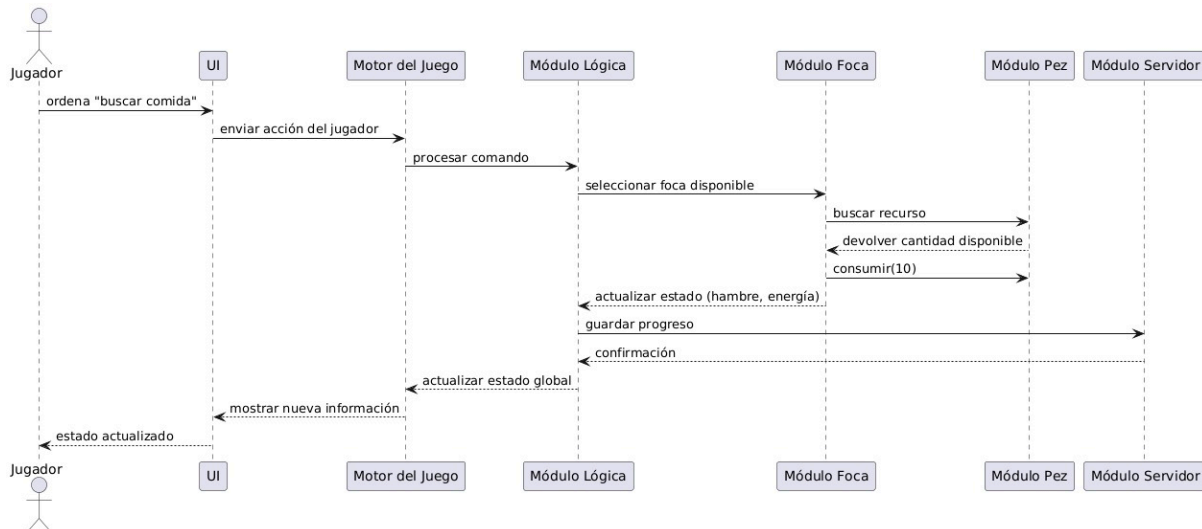 Jugador
UI
Motor del Juego
Módulo Lógica
Módulo Foca
Módulo Pez
Módulo Servidor
ordena "buscar comida"
enviar acción del jugador
procesar comando
seleccionar foca disponible
buscar recurso
devolver cantidad disponible
consumir(10)
actualizar estado (hambre, energía)
guardar progreso
confirmación
actualizar estado global
mostrar nueva información
estado actualizado
Jugador
UI
Motor del Juego
Módulo Lógica
Módulo Foca
Módulo Pez
Módulo Servidor